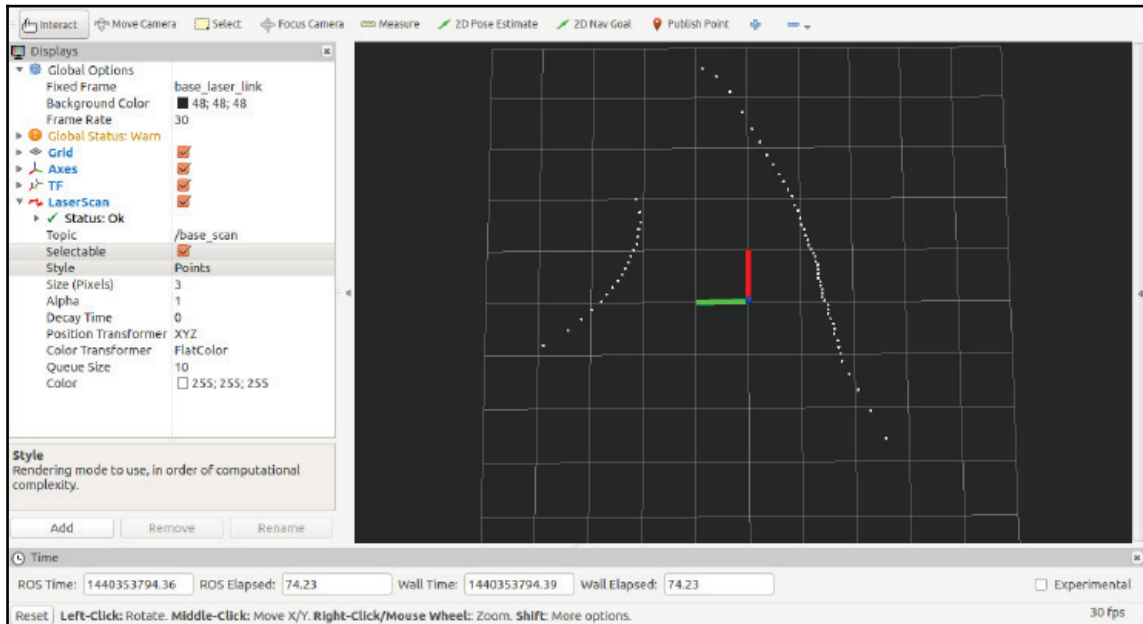 Interact Move Camera Select Focus Camera Measure 2D Pose Estimate 2D Nav Goal Publish Point
Displays
Global Options
Fixed Frame base_laser_link
Background Color 48; 48; 48
Frame Rate 30
Global Status: Warn
Grid
Axes
TF
LaserScan
Status: Ok
Topic /base_scan
Selectable
Style Points
Size (Pixels) 3
Alpha 1
Decay Time 0
Position Transformer XYZ
Color Transformer FlatColor
Queue Size 10
Color 255; 255; 255
Style
Rendering mode to use, in order of computational
complexity.
Add Remove Rename
Time
ROS Time: 1440353794.36 ROS Elapsed: 74.23 Wall Time: 1440353794.39 Wall Elapsed: 74.23 Experimental
Reset Left-Click: Rotate. Middle-Click: Move X/Y. Right-Click/Mouse Wheel: Zoom. Shift: More options. 30 fps